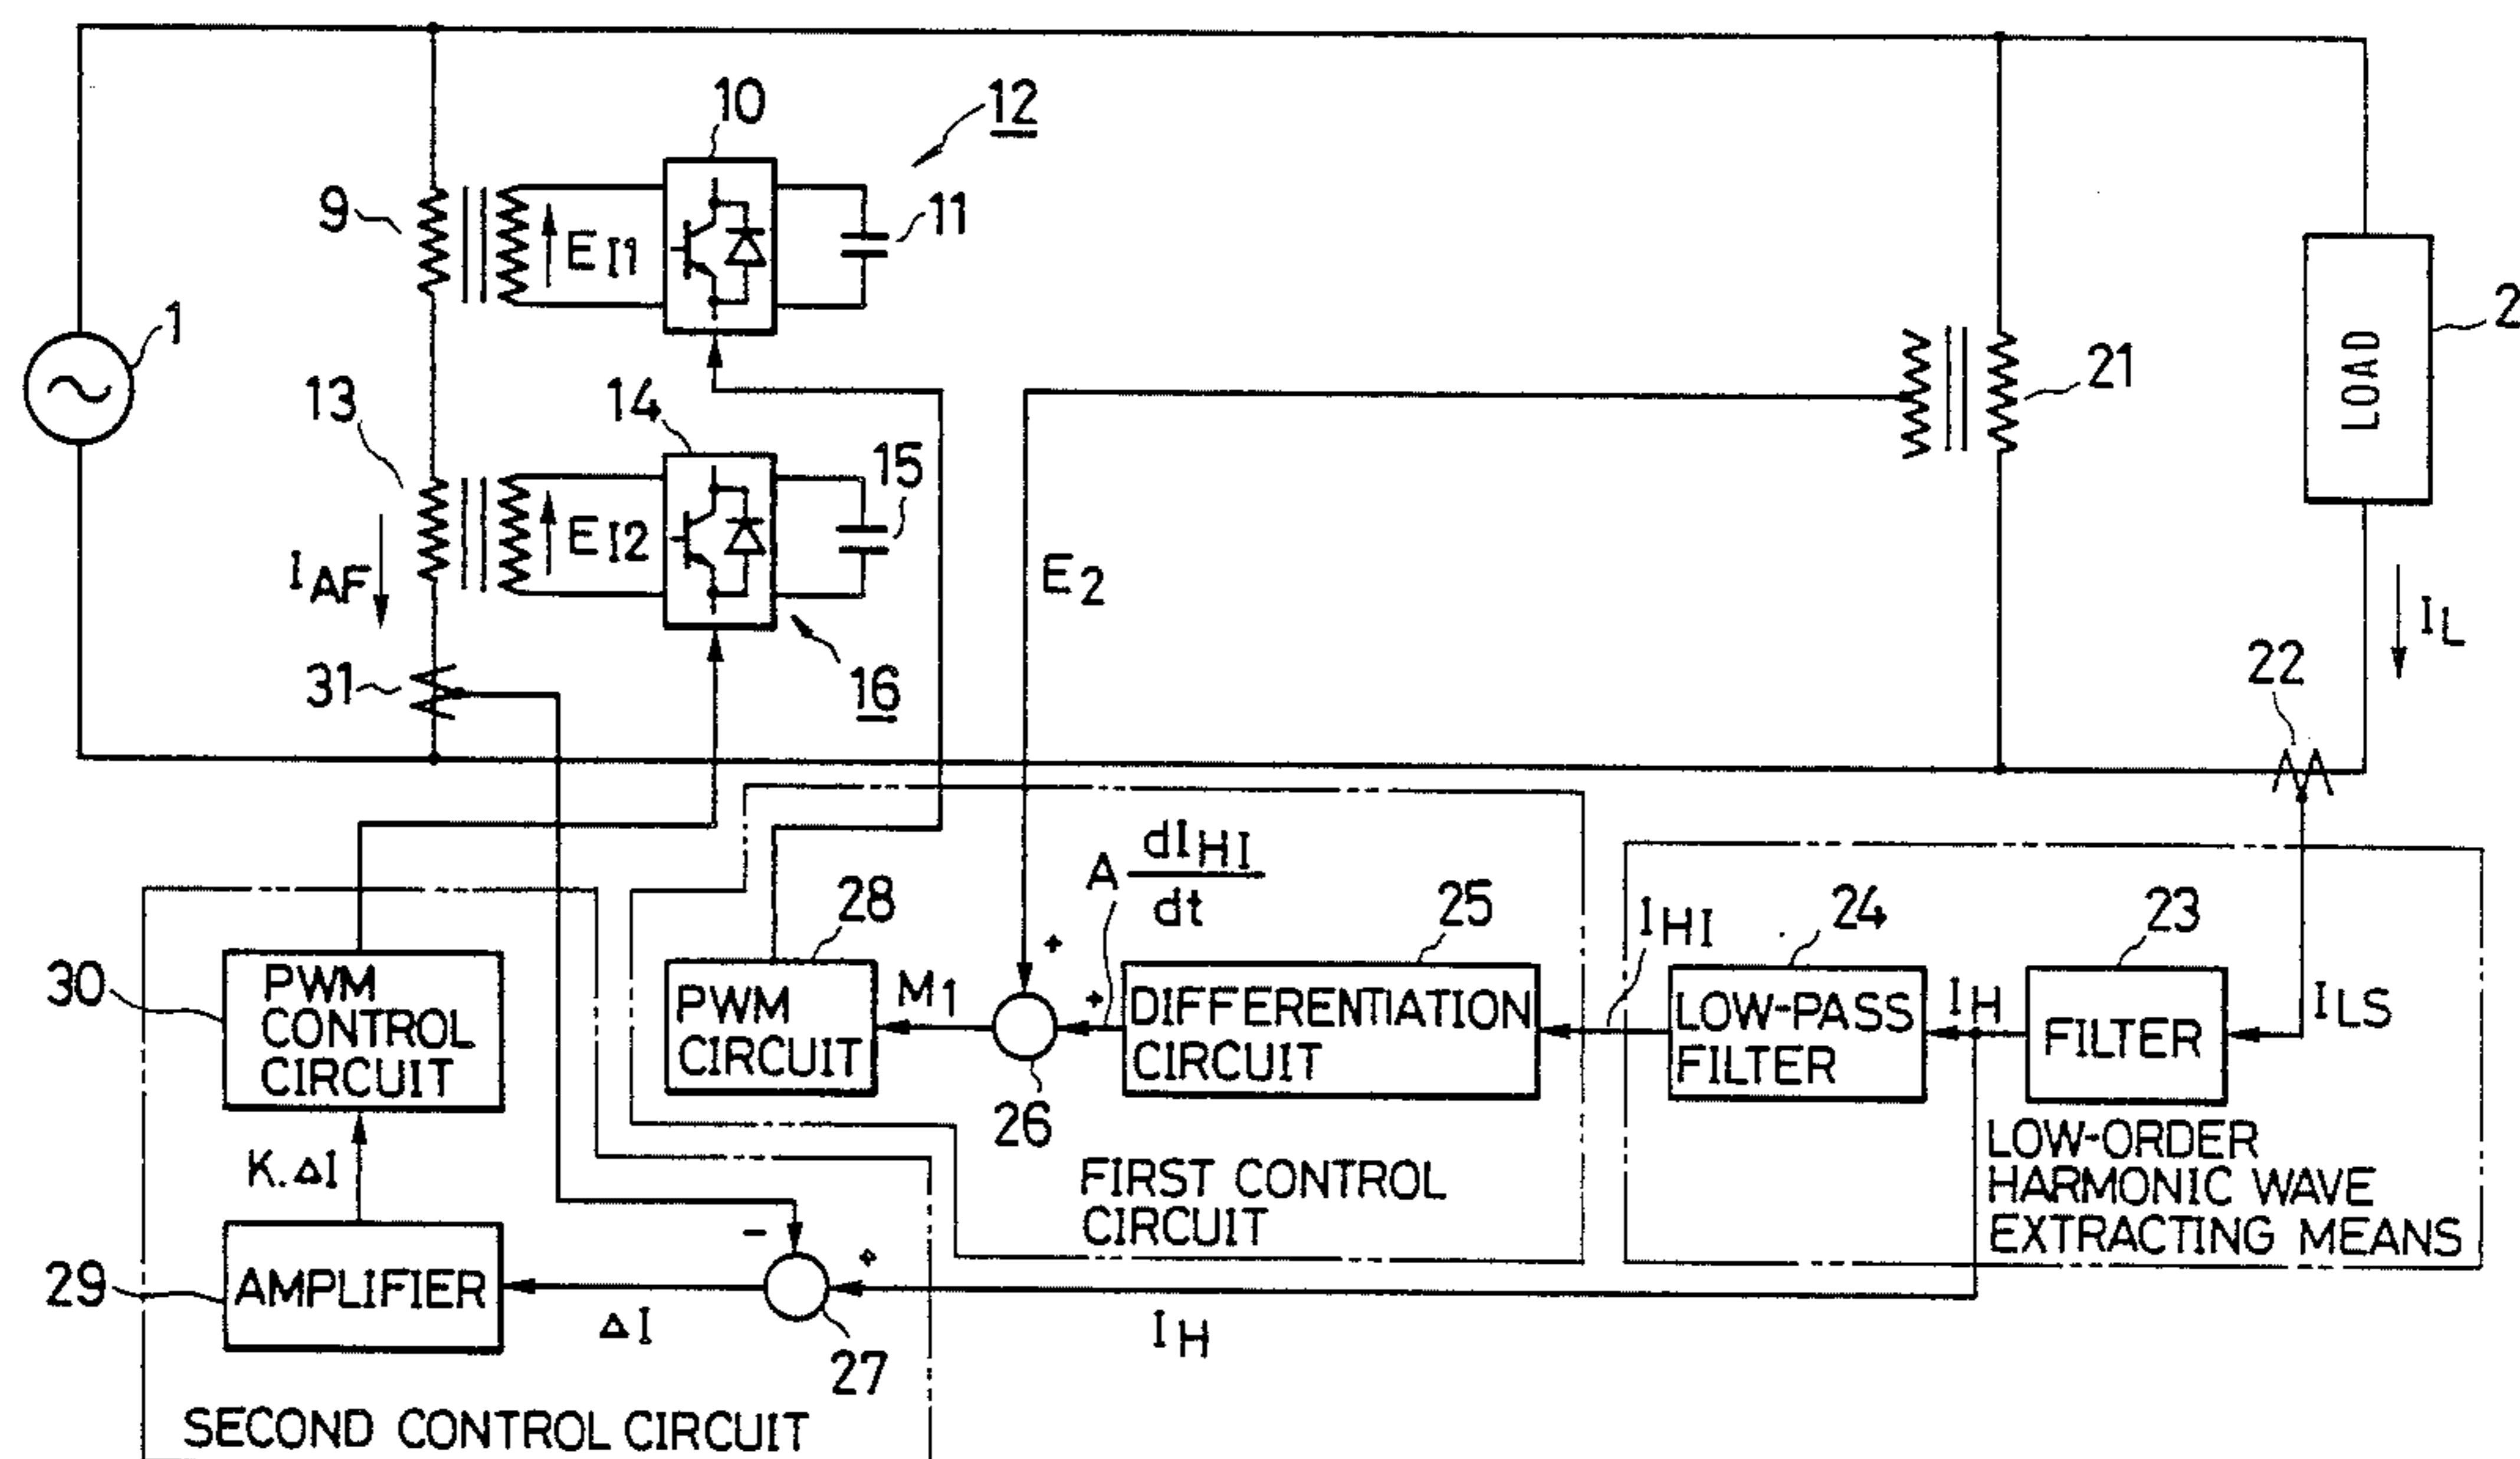 10
12
9
E I1
11
1
2
LOAD
21
13
14
15
E I2
I AF
E2
IL
31
16
22
A dIHI
dt
28
25
IHI
24
23
30
PWM
CONTROL
CIRCUIT
PWM
CIRCUIT
M1
+
+
DIFFERENTIATION
CIRCUIT
LOW-PASS
FILTER
IH
FILTER
ILS
26
K.ΔI
FIRST CONTROL
CIRCUIT
LOW-ORDER
HARMONIC WAVE
EXTRACTING MEANS
29
AMPLIFIER
-
+
ΔI
27
IH
SECOND CONTROL CIRCUIT